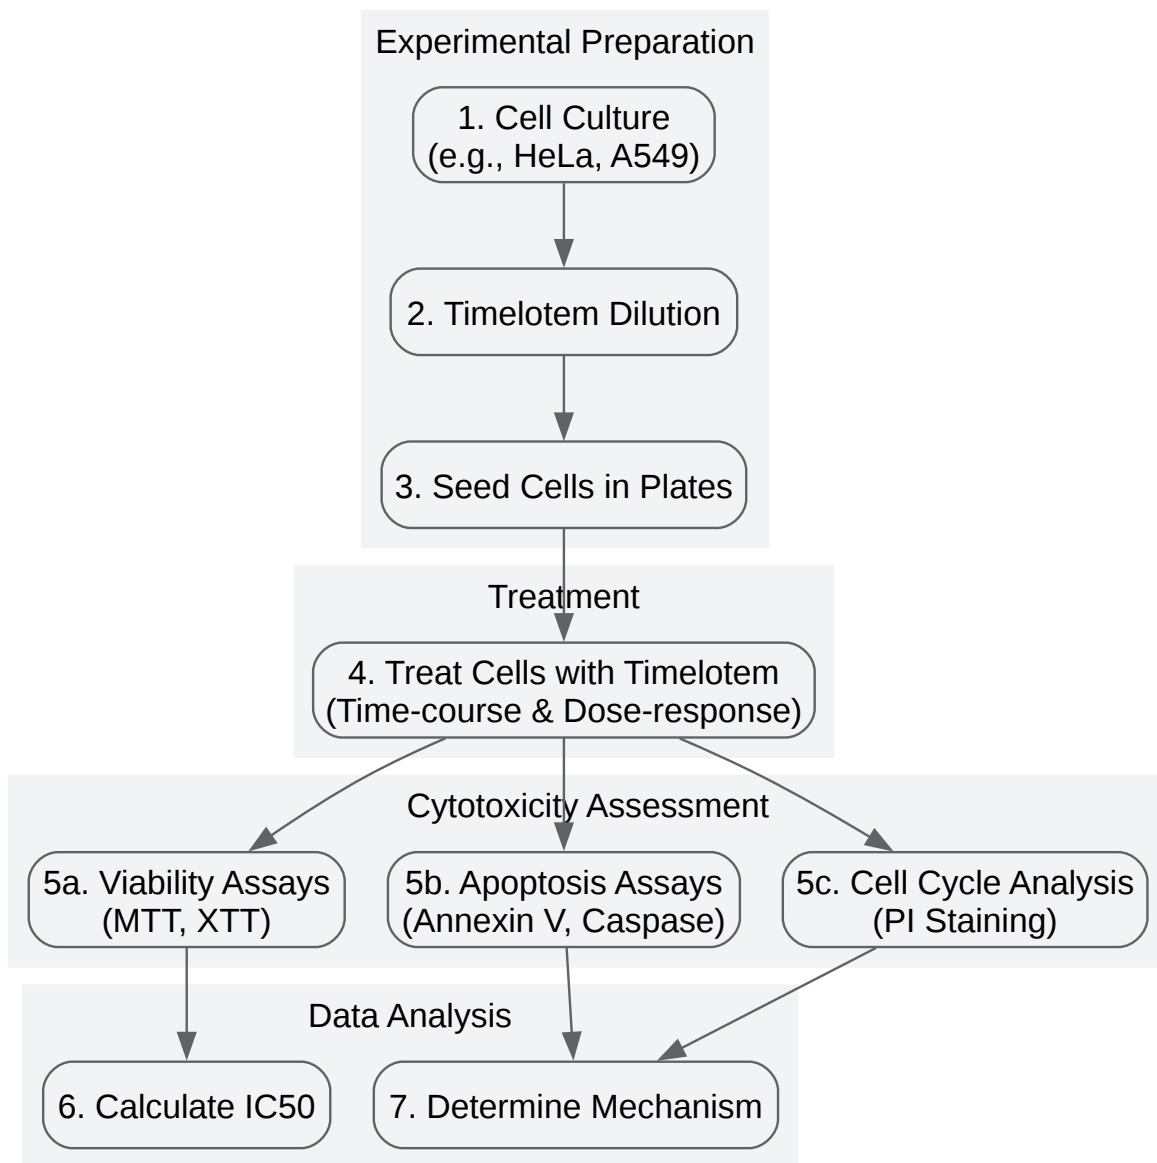 Experimental Preparation
1. Cell Culture
(e.g., HeLa, A549)
2. Timelotem Dilution
3. Seed Cells in Plates
Treatment
4. Treat Cells with Timelotem
(Time-course & Dose-response)
Cytotoxicity Assessment
5a. Viability Assays
(MTT, XTT)
5b. Apoptosis Assays
(Annexin V, Caspase)
5c. Cell Cycle Analysis
(PI Staining)
Data Analysis
6. Calculate IC50
7. Determine Mechanism